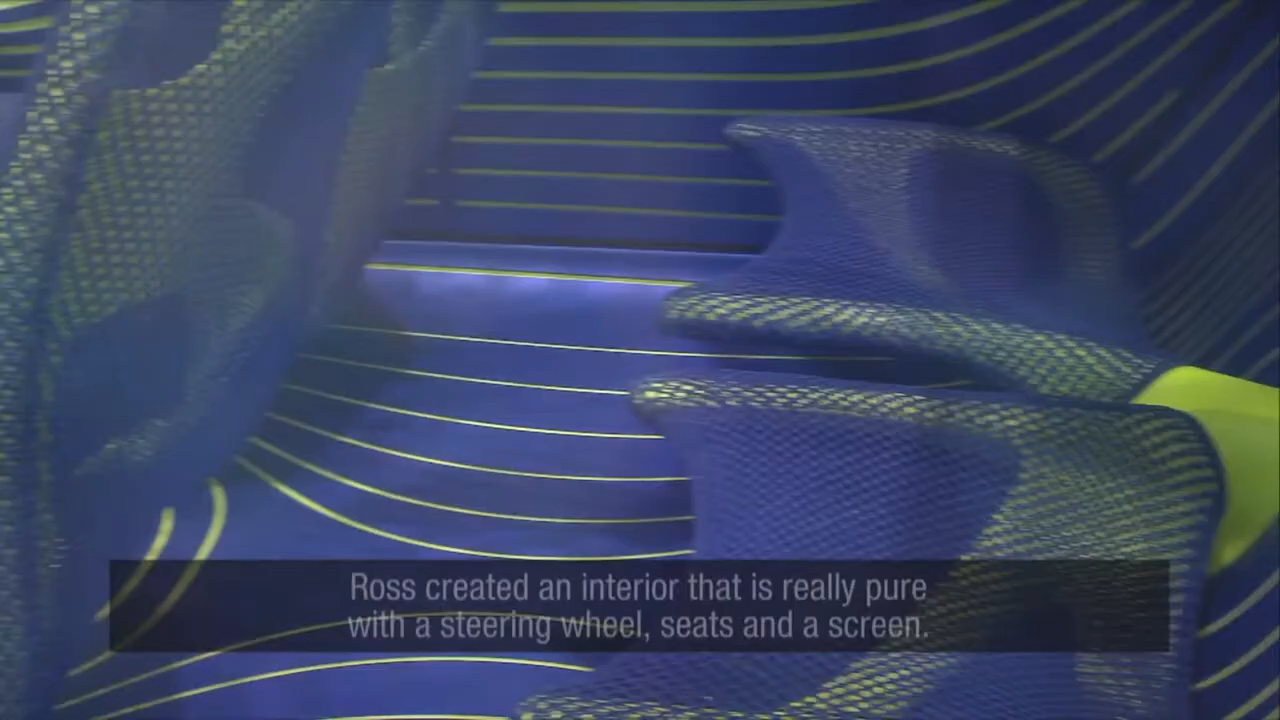 Ross created an interior that is really pure
with a steering wheel, seats and a screen.